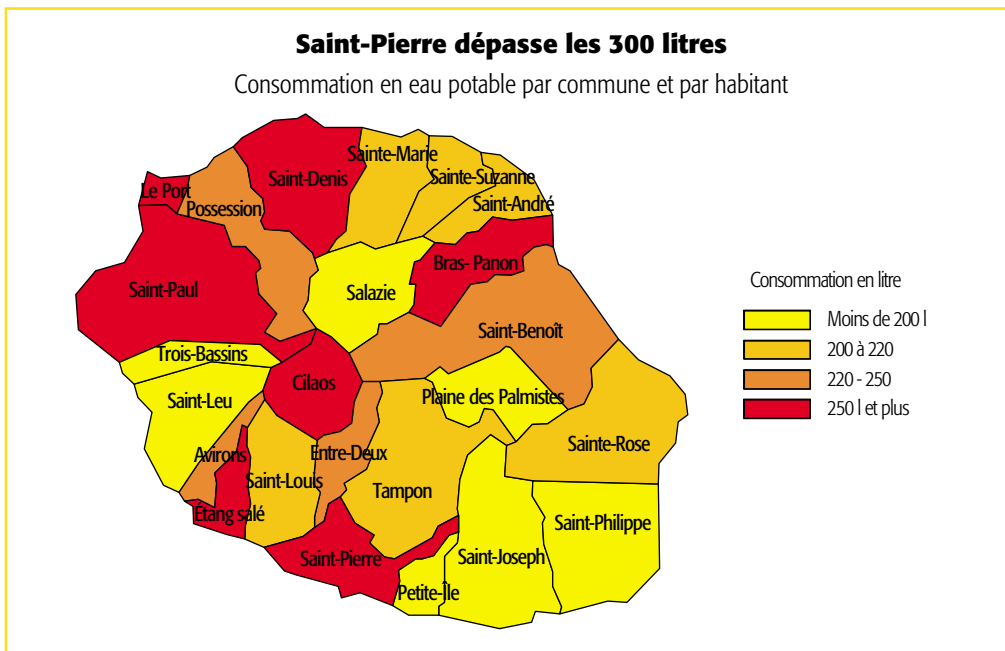 Saint-Pierre dépasse les 300 litres
Consommation en eau potable par commune et par habitant
Sainte-Marie
Sainte-Suzanne
Saint-Denis
Le Port
Saint-André
Possession
Bras- Panon
Saint-Paul
Salazie
Saint-Benoît
Trois-Bassins
Cilaos
Plaine des Palmistes
Saint-Leu
Sainte-Rose
Avirons
Entre-Deux
Saint-Louis
Tampon
Étang salé
Saint-Philippe
Saint-Pierre
Saint-Joseph
Petite-Île
Consommation en litre
Moins de 200 l
200 à 220
220 - 250
250 l et plus